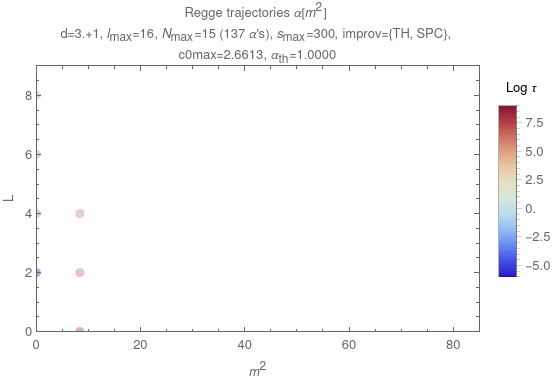 Regge trajectories α[m²]
d=3.+1, lmax=16, Nmax=15 (137 α's), smax=300, improv={TH, SPC},
c0max=2.6613, αth=1.0000
Log τ
8
6
4
2
0
L
7.5
5.0
2.5
0.
−2.5
−5.0
0 20 40 60 80
m²